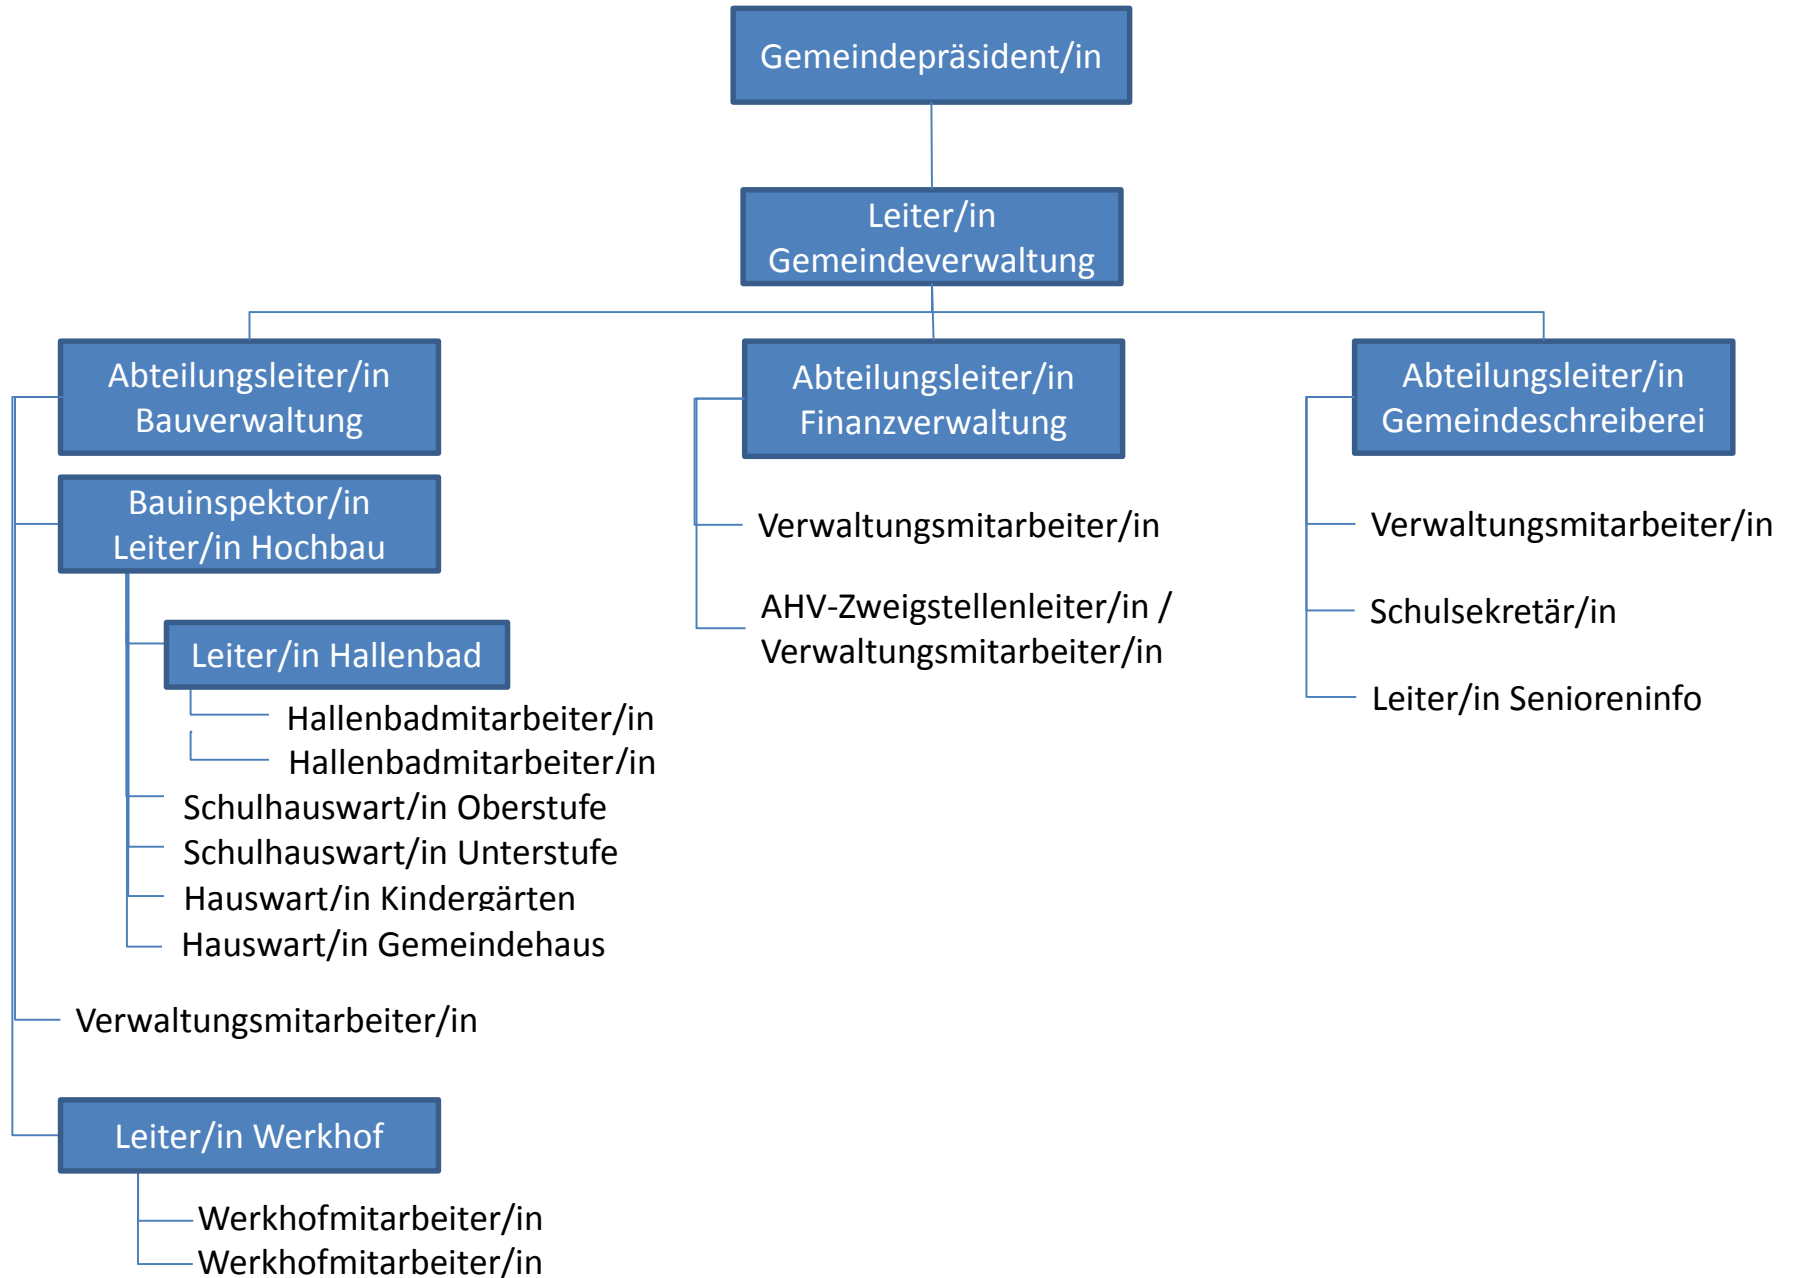 Gemeindepräsident/in
Leiter/in
Gemeindeverwaltung
Abteilungsleiter/in
Bauverwaltung
Bauinspektor/in
Leiter/in Hochbau
Leiter/in Hallenbad
Hallenbadmitarbeiter/in
Hallenbadmitarbeiter/in
Schulhauswart/in Oberstufe
Schulhauswart/in Unterstufe
Hauswart/in Kindergärten
Hauswart/in Gemeindehaus
Verwaltungsmitarbeiter/in
Leiter/in Werkhof
Werkhofmitarbeiter/in
Werkhofmitarbeiter/in
Abteilungsleiter/in
Finanzverwaltung
Verwaltungsmitarbeiter/in
AHV-Zweigstellenleiter/in /
Verwaltungsmitarbeiter/in
Abteilungsleiter/in
Gemeindeschreiberei
Verwaltungsmitarbeiter/in
Schulsekretär/in
Leiter/in Senioreninfo